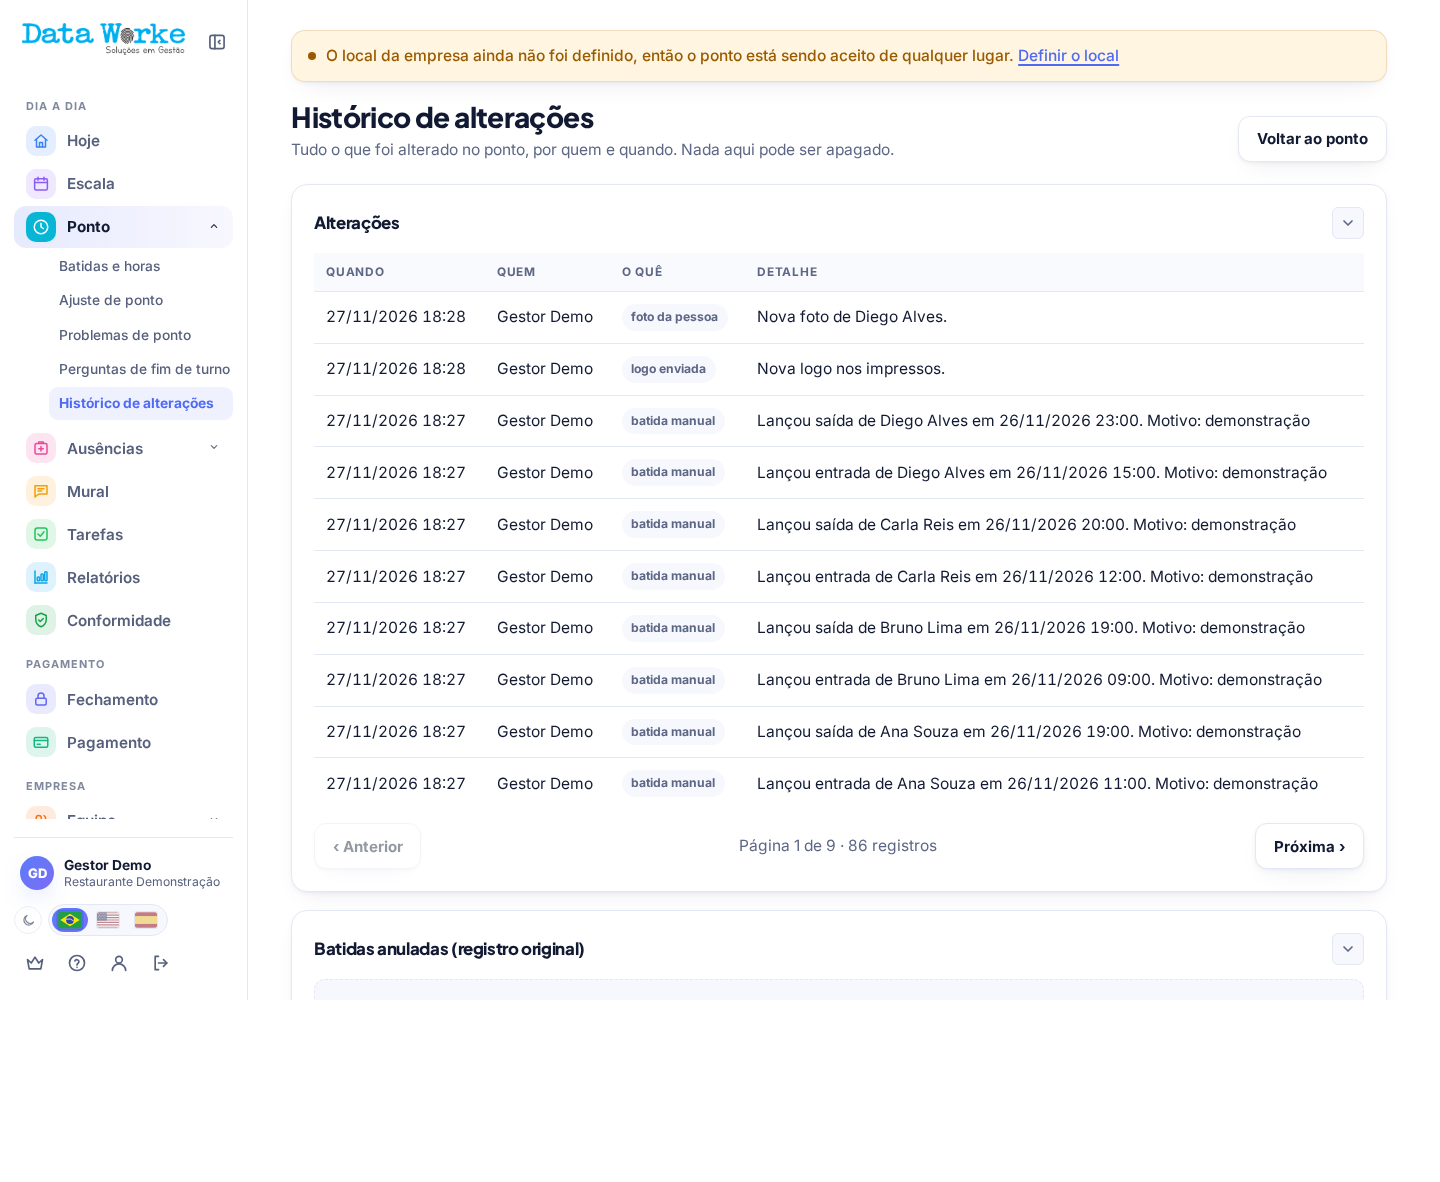 Data Worke
Soluções em Gestão
DIA A DIA
Hoje
Escala
Ponto
Batidas e horas
Ajuste de ponto
Problemas de ponto
Perguntas de fim de turno
Histórico de alterações
Ausências
Mural
Tarefas
Relatórios
Conformidade
PAGAMENTO
Fechamento
Pagamento
EMPRESA
Gestor Demo
GD
Restaurante Demonstração
O local da empresa ainda não foi definido, então o ponto está sendo aceito de qualquer lugar. Definir o local
Histórico de alterações
Tudo o que foi alterado no ponto, por quem e quando. Nada aqui pode ser apagado.
Voltar ao ponto
Alterações
QUANDO QUEM O QUÊ DETALHE
27/11/2026 18:28 Gestor Demo foto da pessoa Nova foto de Diego Alves.
27/11/2026 18:28 Gestor Demo logo enviada Nova logo nos impressos.
27/11/2026 18:27 Gestor Demo batida manual Lançou saída de Diego Alves em 26/11/2026 23:00. Motivo: demonstração
27/11/2026 18:27 Gestor Demo batida manual Lançou entrada de Diego Alves em 26/11/2026 15:00. Motivo: demonstração
27/11/2026 18:27 Gestor Demo batida manual Lançou saída de Carla Reis em 26/11/2026 20:00. Motivo: demonstração
27/11/2026 18:27 Gestor Demo batida manual Lançou entrada de Carla Reis em 26/11/2026 12:00. Motivo: demonstração
27/11/2026 18:27 Gestor Demo batida manual Lançou saída de Bruno Lima em 26/11/2026 19:00. Motivo: demonstração
27/11/2026 18:27 Gestor Demo batida manual Lançou entrada de Bruno Lima em 26/11/2026 09:00. Motivo: demonstração
27/11/2026 18:27 Gestor Demo batida manual Lançou saída de Ana Souza em 26/11/2026 19:00. Motivo: demonstração
27/11/2026 18:27 Gestor Demo batida manual Lançou entrada de Ana Souza em 26/11/2026 11:00. Motivo: demonstração
‹ Anterior
Página 1 de 9 · 86 registros
Próxima ›
Batidas anuladas (registro original)